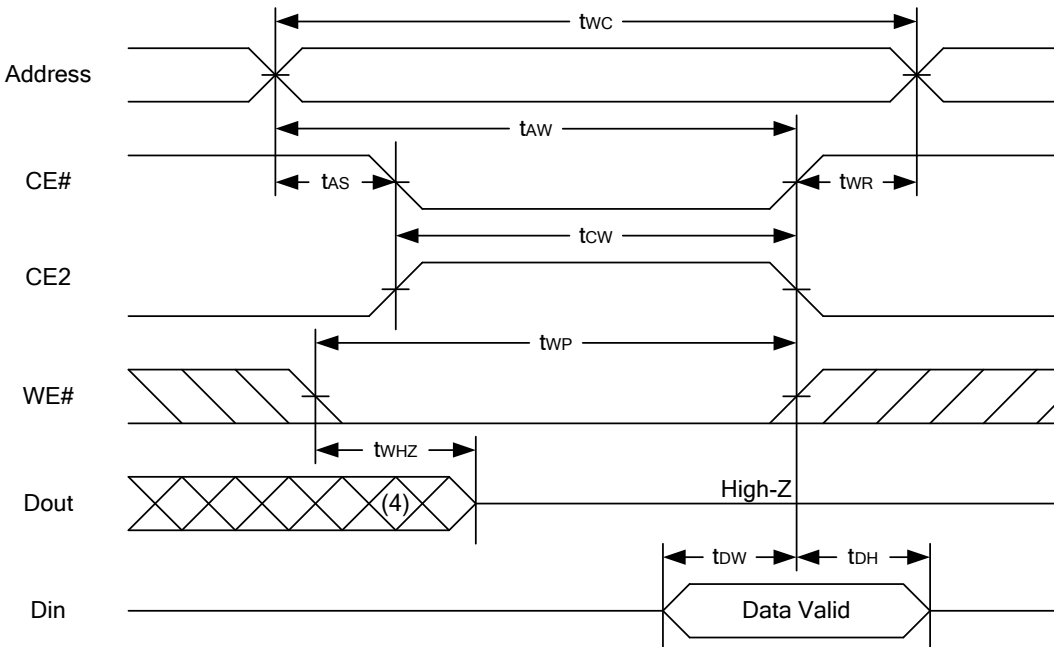 tWC
Address
tAW
CE#
tAS
tWR
tCW
CE2
tWP
WE#
tWHZ
Dout
(4)
High-Z
tDW
tDH
Din
Data Valid